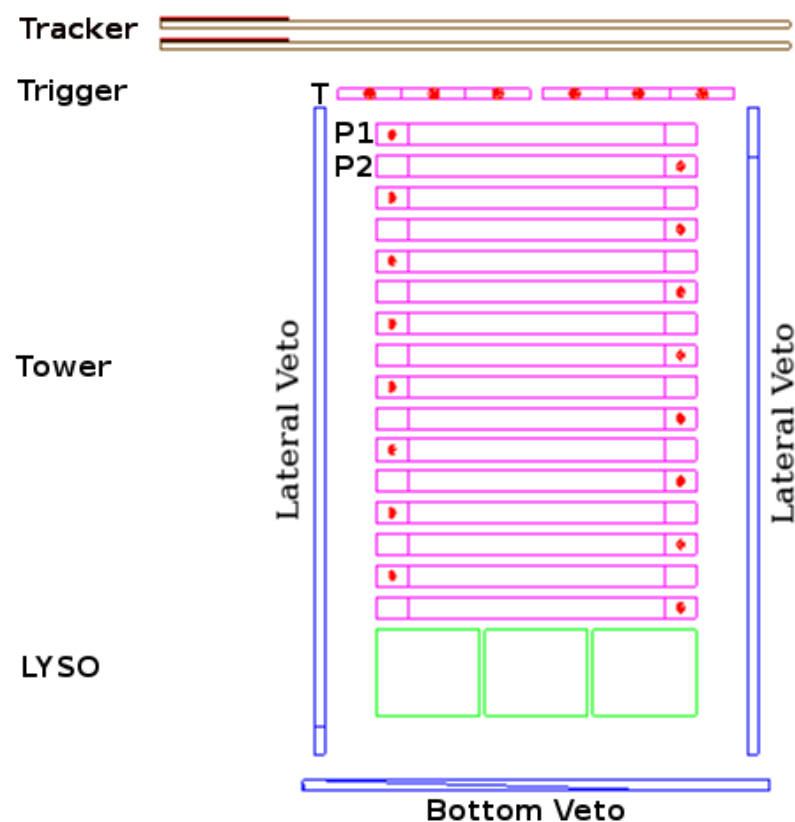 Tracker
Trigger
T
P1
P2
Tower
Lateral Veto
Lateral Veto
LYSO
Bottom Veto